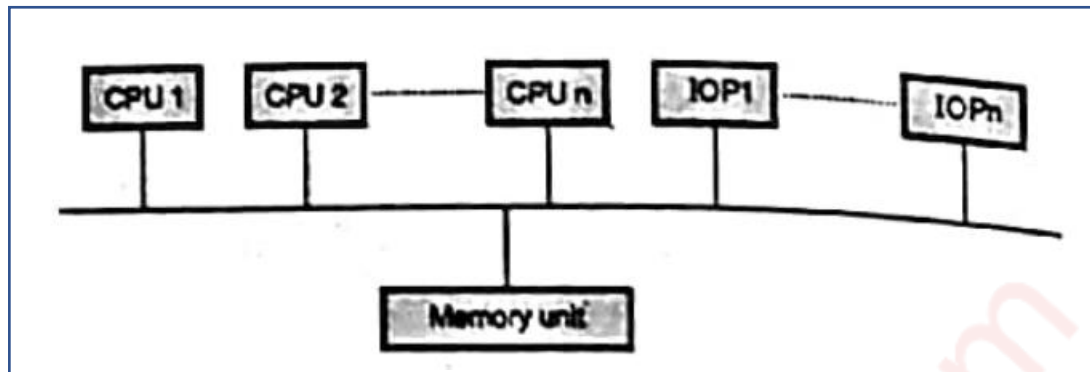 CPU 1 CPU 2 CPU n IOP1 IOPn
Memory unit
m